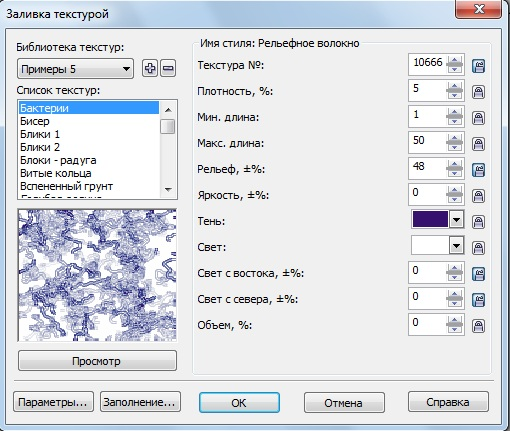 Заливка текстурой
Библиотека текстур:
Примеры 5
Список текстур:
Бактерии
Бисер
Блики 1
Блики 2
Блоки - радуга
Витые кольца
Вспененный грунт
Просмотр
Имя стиля: Рельефное волокно
Текстура №: 10666
Плотность, %: 5
Мин. длина: 1
Макс. длина: 50
Рельеф, ±%: 48
Яркость, ±%: 0
Тень:
Свет:
Свет с востока, ±%: 0
Свет с севера, ±%: 0
Объем, %: 0
Параметры... Заполнение... ОК Отмена Справка